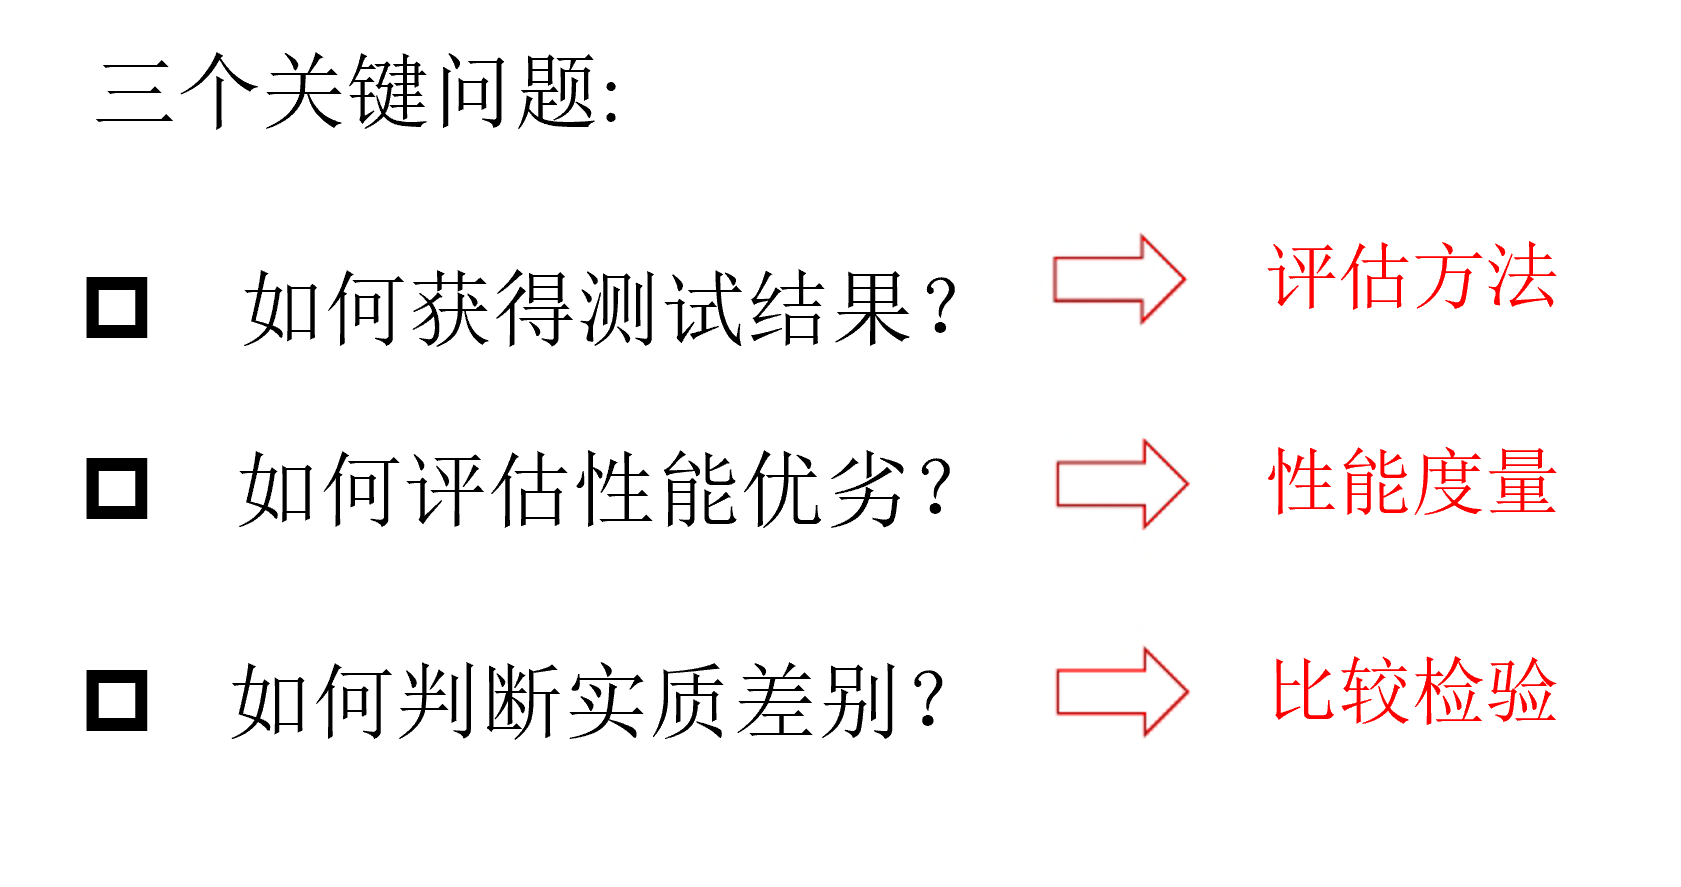 三个关键问题:
如何获得测试结果? 评估方法
如何评估性能优劣? 性能度量
如何判断实质差别? 比较检验